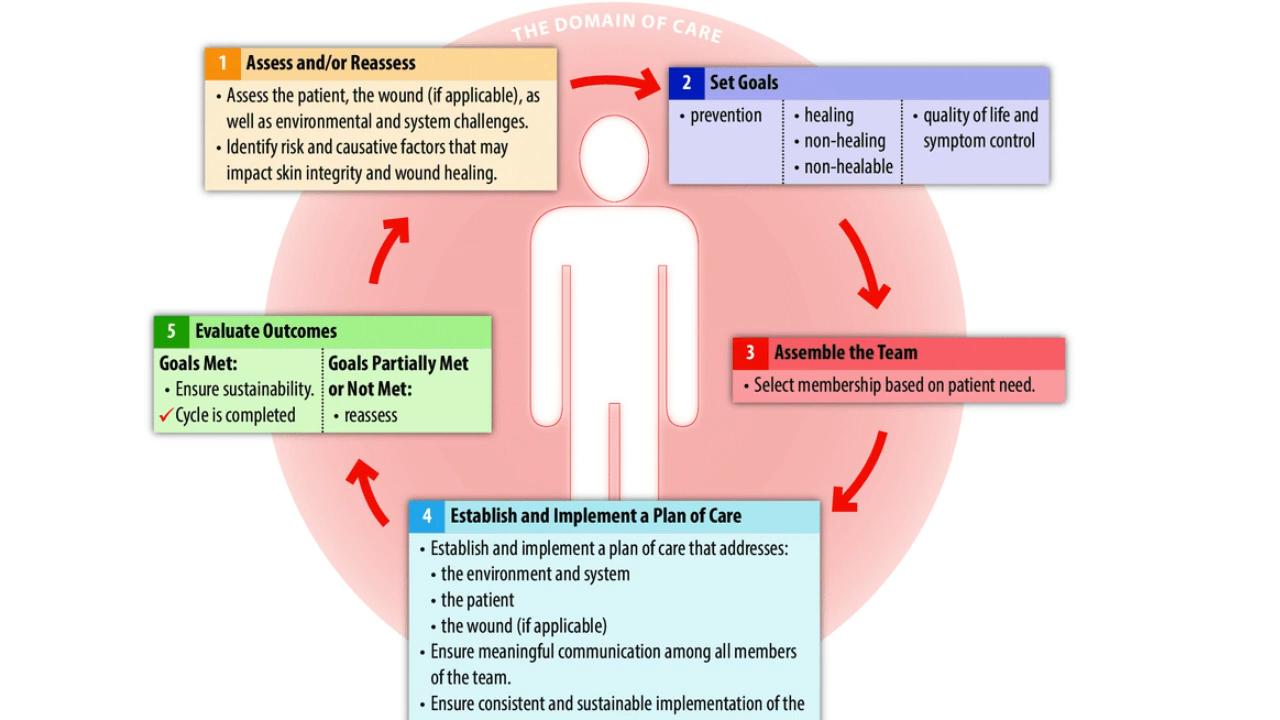 THE DOMAIN OF CARE
1 Assess and/or Reassess
• Assess the patient, the wound (if applicable), as
well as environmental and system challenges.
• Identify risk and causative factors that may
impact skin integrity and wound healing.
2 Set Goals
• prevention
• healing
• non-healing
• non-healable
• quality of life and
symptom control
3 Assemble the Team
• Select membership based on patient need.
4 Establish and Implement a Plan of Care
• Establish and implement a plan of care that addresses:
• the environment and system
• the patient
• the wound (if applicable)
• Ensure meaningful communication among all members
of the team.
• Ensure consistent and sustainable implementation of the
5 Evaluate Outcomes
Goals Met:
• Ensure sustainability.
✓ Cycle is completed
Goals Partially Met
or Not Met:
• reassess